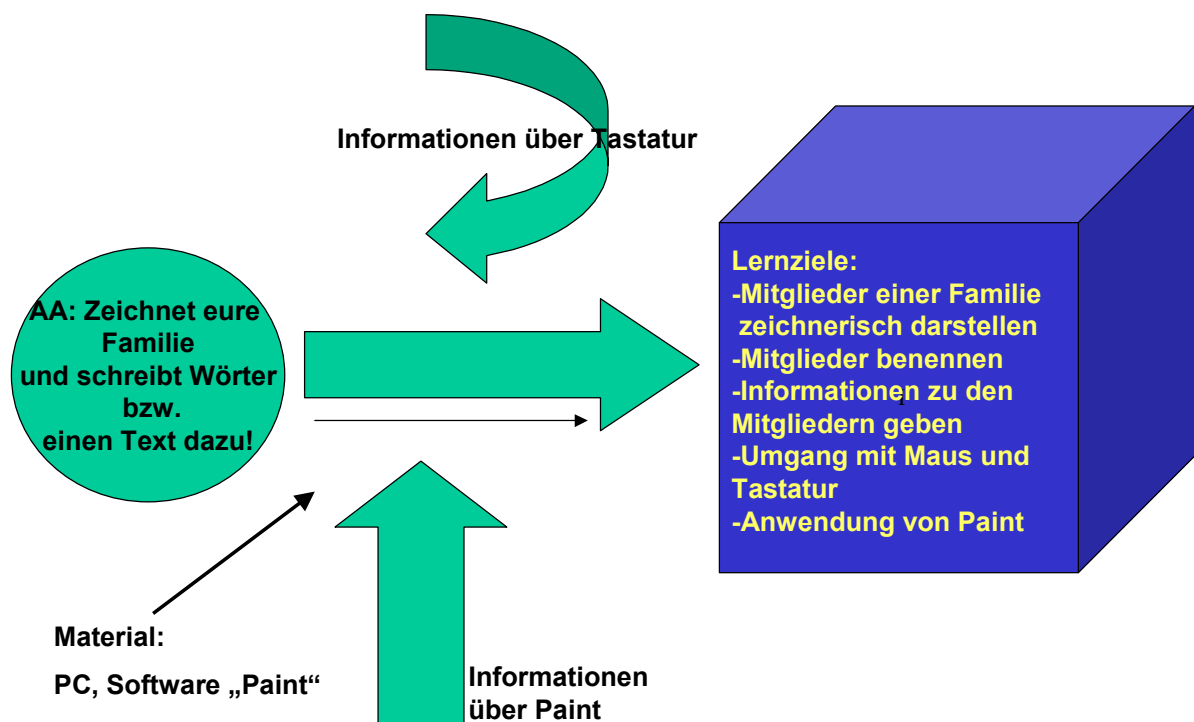 Informationen über Tastatur
AA: Zeichnet eure
Familie
und schreibt Wörter
bzw.
einen Text dazu!
Lernziele:
-Mitglieder einer Familie
zeichnerisch darstellen
-Mitglieder benennen
-Informationen zu den
Mitgliedern geben
-Umgang mit Maus und
Tastatur
-Anwendung von Paint
Material:
PC, Software „Paint“
Informationen
über Paint